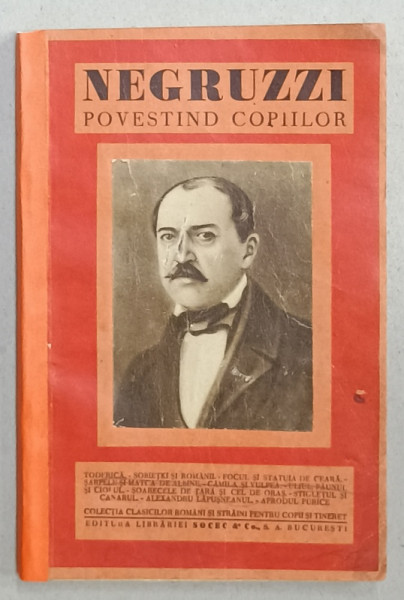 NEGRUZZI
POVESTIND COPIILOR
TODERICĂ, - SOBIETKI ȘI ROMÂNII. - FOCUL ȘI STATUIA DE CEARĂ. -
ȘARPELE ȘI MATCA DE ALBINE. - CĂMILA ȘI VULPEA. - ULIUL, PĂUNUL
ȘI CIOFUL. - ȘOARECELE DE ȚARĂ ȘI CEL DE ORAȘ. - STIGLETUL ȘI
CANARUL. - ALEXANDRU LĂPUȘNEANUL. - APRODUL PURICE
COLECȚIA CLASICILOR ROMÂNI ȘI STRĂINI PENTRU COPII ȘI TINERET
EDITURA LIBRĂRIEI SOCEC & Co., S. A. BUCUREȘTI